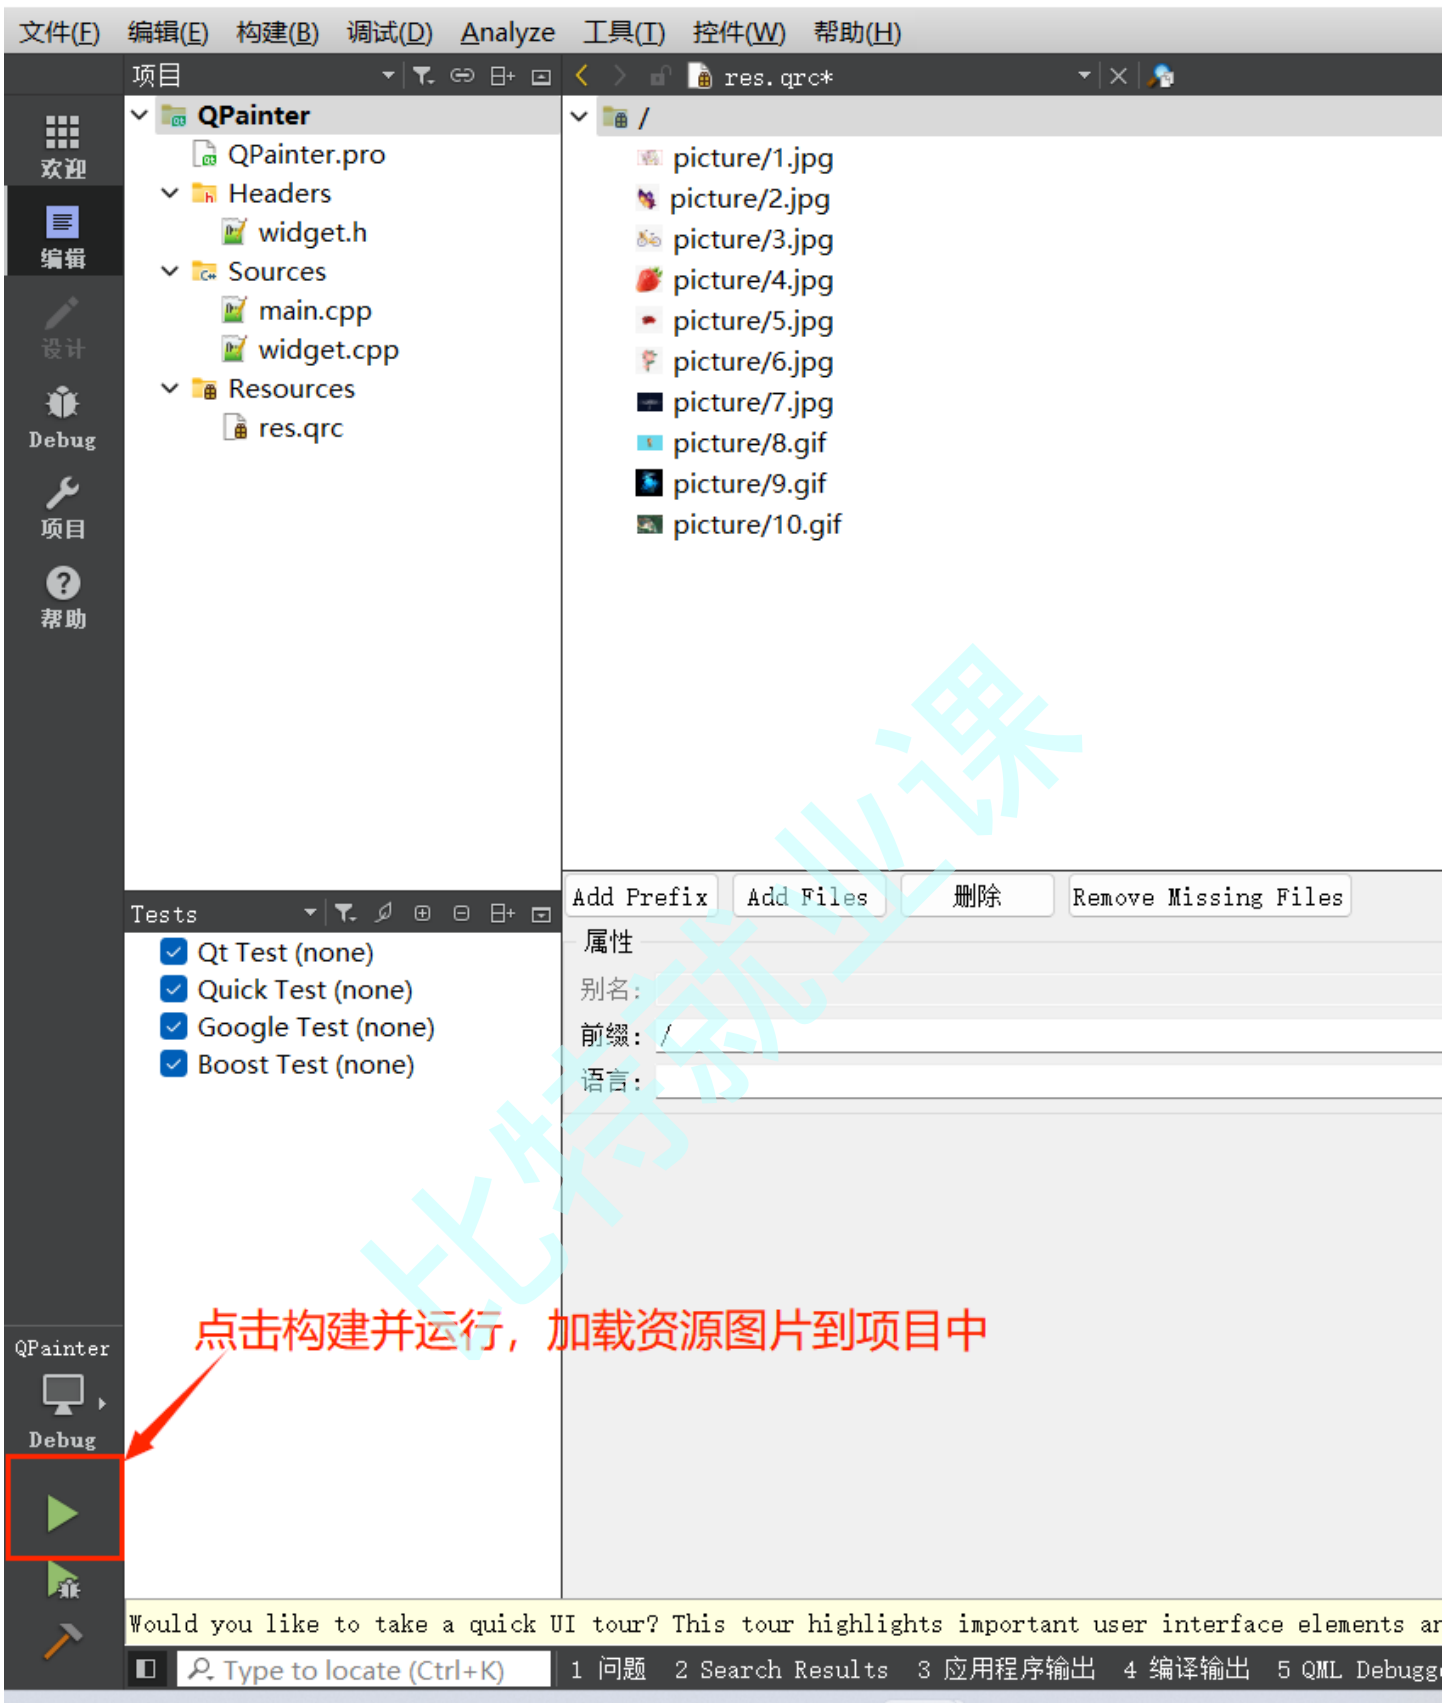 文件(F) 编辑(E) 构建(B) 调试(D) Analyze 工具(T) 控件(W) 帮助(H)
项目
res.qrc*
欢迎
编辑
设计
Debug
项目
帮助
QPainter
QPainter.pro
Headers
widget.h
Sources
main.cpp
widget.cpp
Resources
res.qrc
/
picture/1.jpg
picture/2.jpg
picture/3.jpg
picture/4.jpg
picture/5.jpg
picture/6.jpg
picture/7.jpg
picture/8.gif
picture/9.gif
picture/10.gif
Add Prefix Add Files 删除 Remove Missing Files
属性
别名:
前缀: /
语言:
Tests
Qt Test (none)
Quick Test (none)
Google Test (none)
Boost Test (none)
比特就业课
点击构建并运行，加载资源图片到项目中
QPainter
Debug
Would you like to take a quick UI tour? This tour highlights important user interface elements
Type to locate (Ctrl+K)
1 问题 2 Search Results 3 应用程序输出 4 编译输出 5 QML